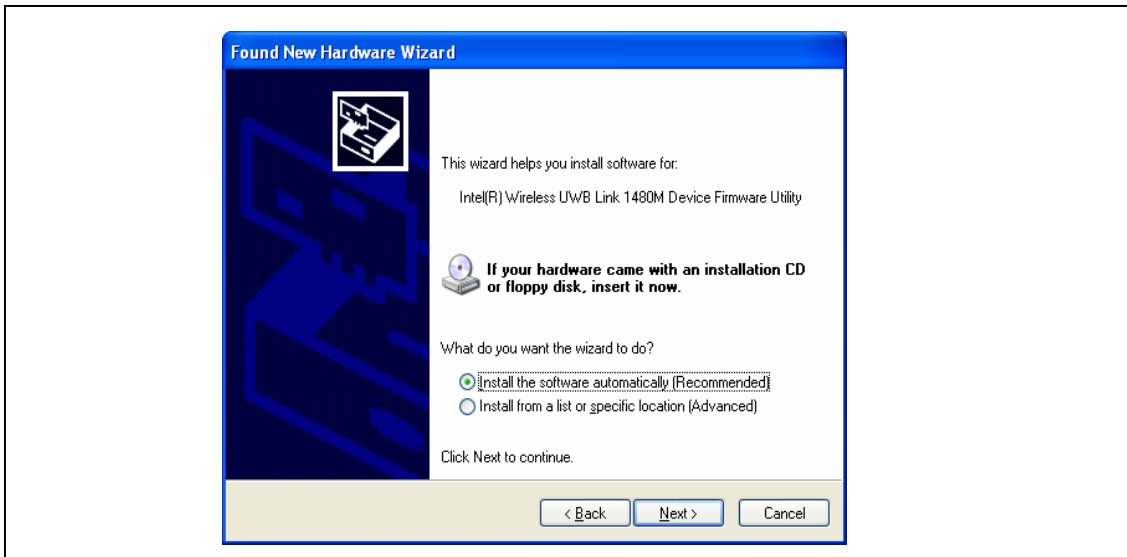 Found New Hardware Wizard
This wizard helps you install software for:
Intel(R) Wireless UWB Link 1480M Device Firmware Utility
If your hardware came with an installation CD
or floppy disk, insert it now.
What do you want the wizard to do?
Install the software automatically (Recommended)
Install from a list or specific location (Advanced)
Click Next to continue.
< Back Next > Cancel